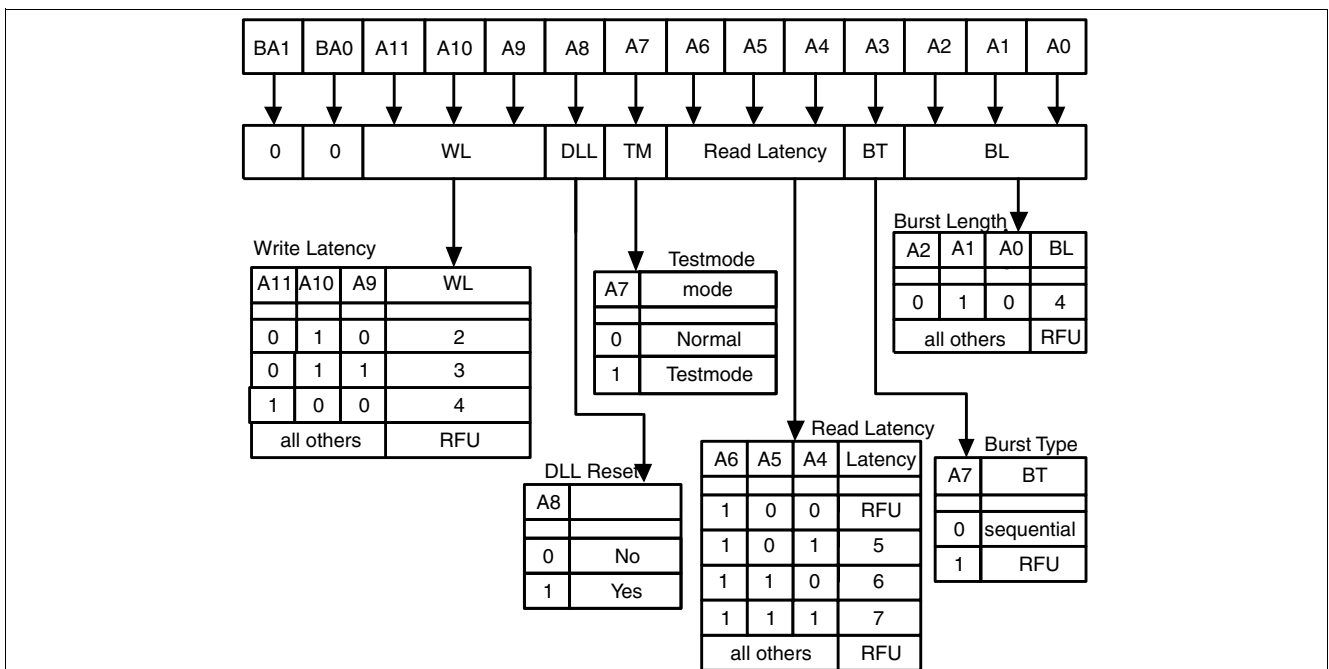 BA1 BA0 A11 A10 A9 A8 A7 A6 A5 A4 A3 A2 A1 A0
0 0 WL DLL TM Read Latency BT BL
Write Latency
A11 A10 A9 WL
0 1 0 2
0 1 1 3
1 0 0 4
all others RFU
DLL Reset
A8
0 No
1 Yes
Testmode
A7 mode
0 Normal
1 Testmode
Read Latency
A6 A5 A4 Latency
1 0 0 RFU
1 0 1 5
1 1 0 6
1 1 1 7
all others RFU
Burst Length
A2 A1 A0 BL
0 1 0 4
all others RFU
Burst Type
A7 BT
0 sequential
1 RFU